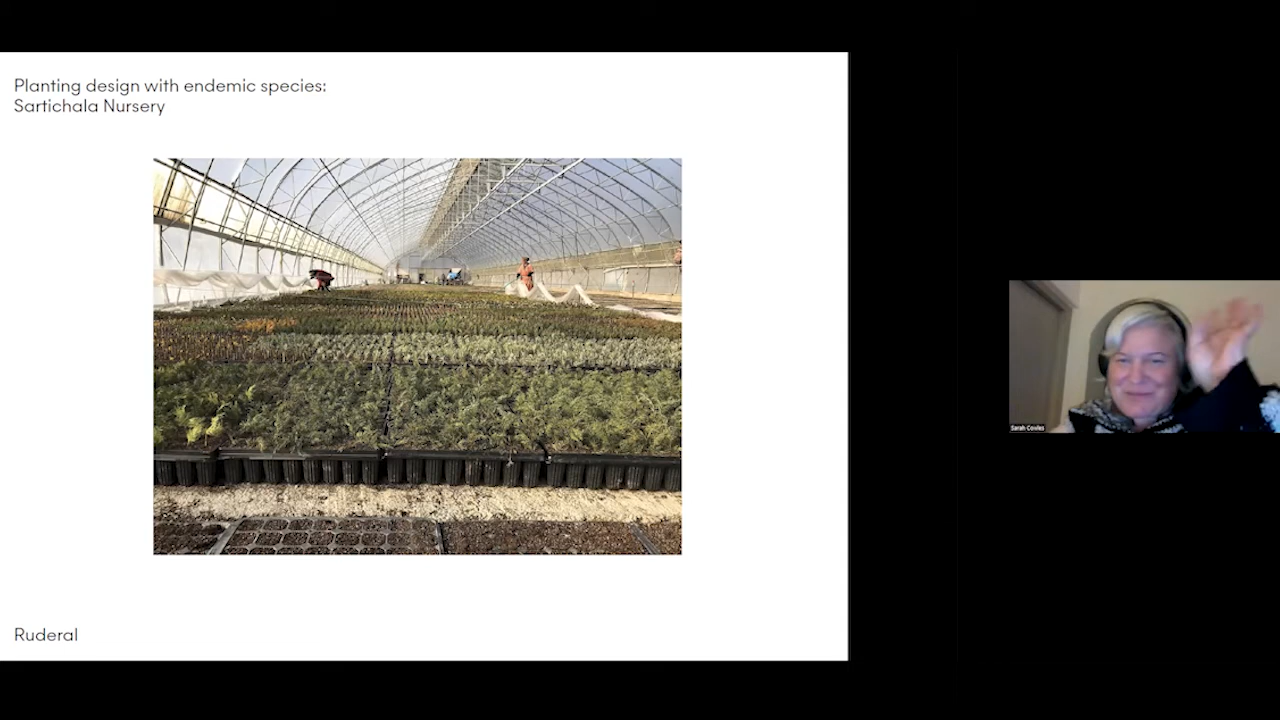 Planting design with endemic species:
Sartichala Nursery
Sarah Cowles
Ruderal